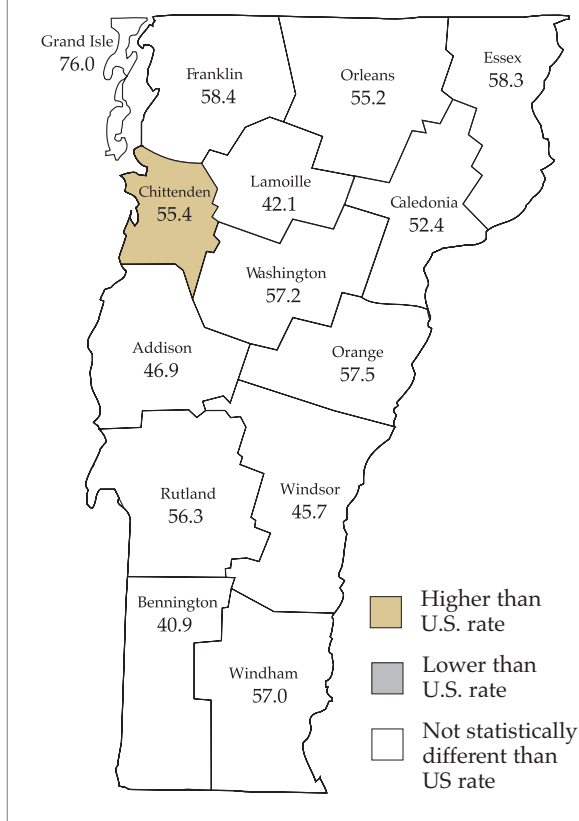 Grand Isle
76.0
Franklin
58.4
Orleans
55.2
Essex
58.3
Chittenden
55.4
Lamoille
42.1
Caledonia
52.4
Washington
57.2
Addison
46.9
Orange
57.5
Rutland
56.3
Windsor
45.7
Bennington
40.9
Windham
57.0
Higher than
U.S. rate
Lower than
U.S. rate
Not statistically
different than
US rate